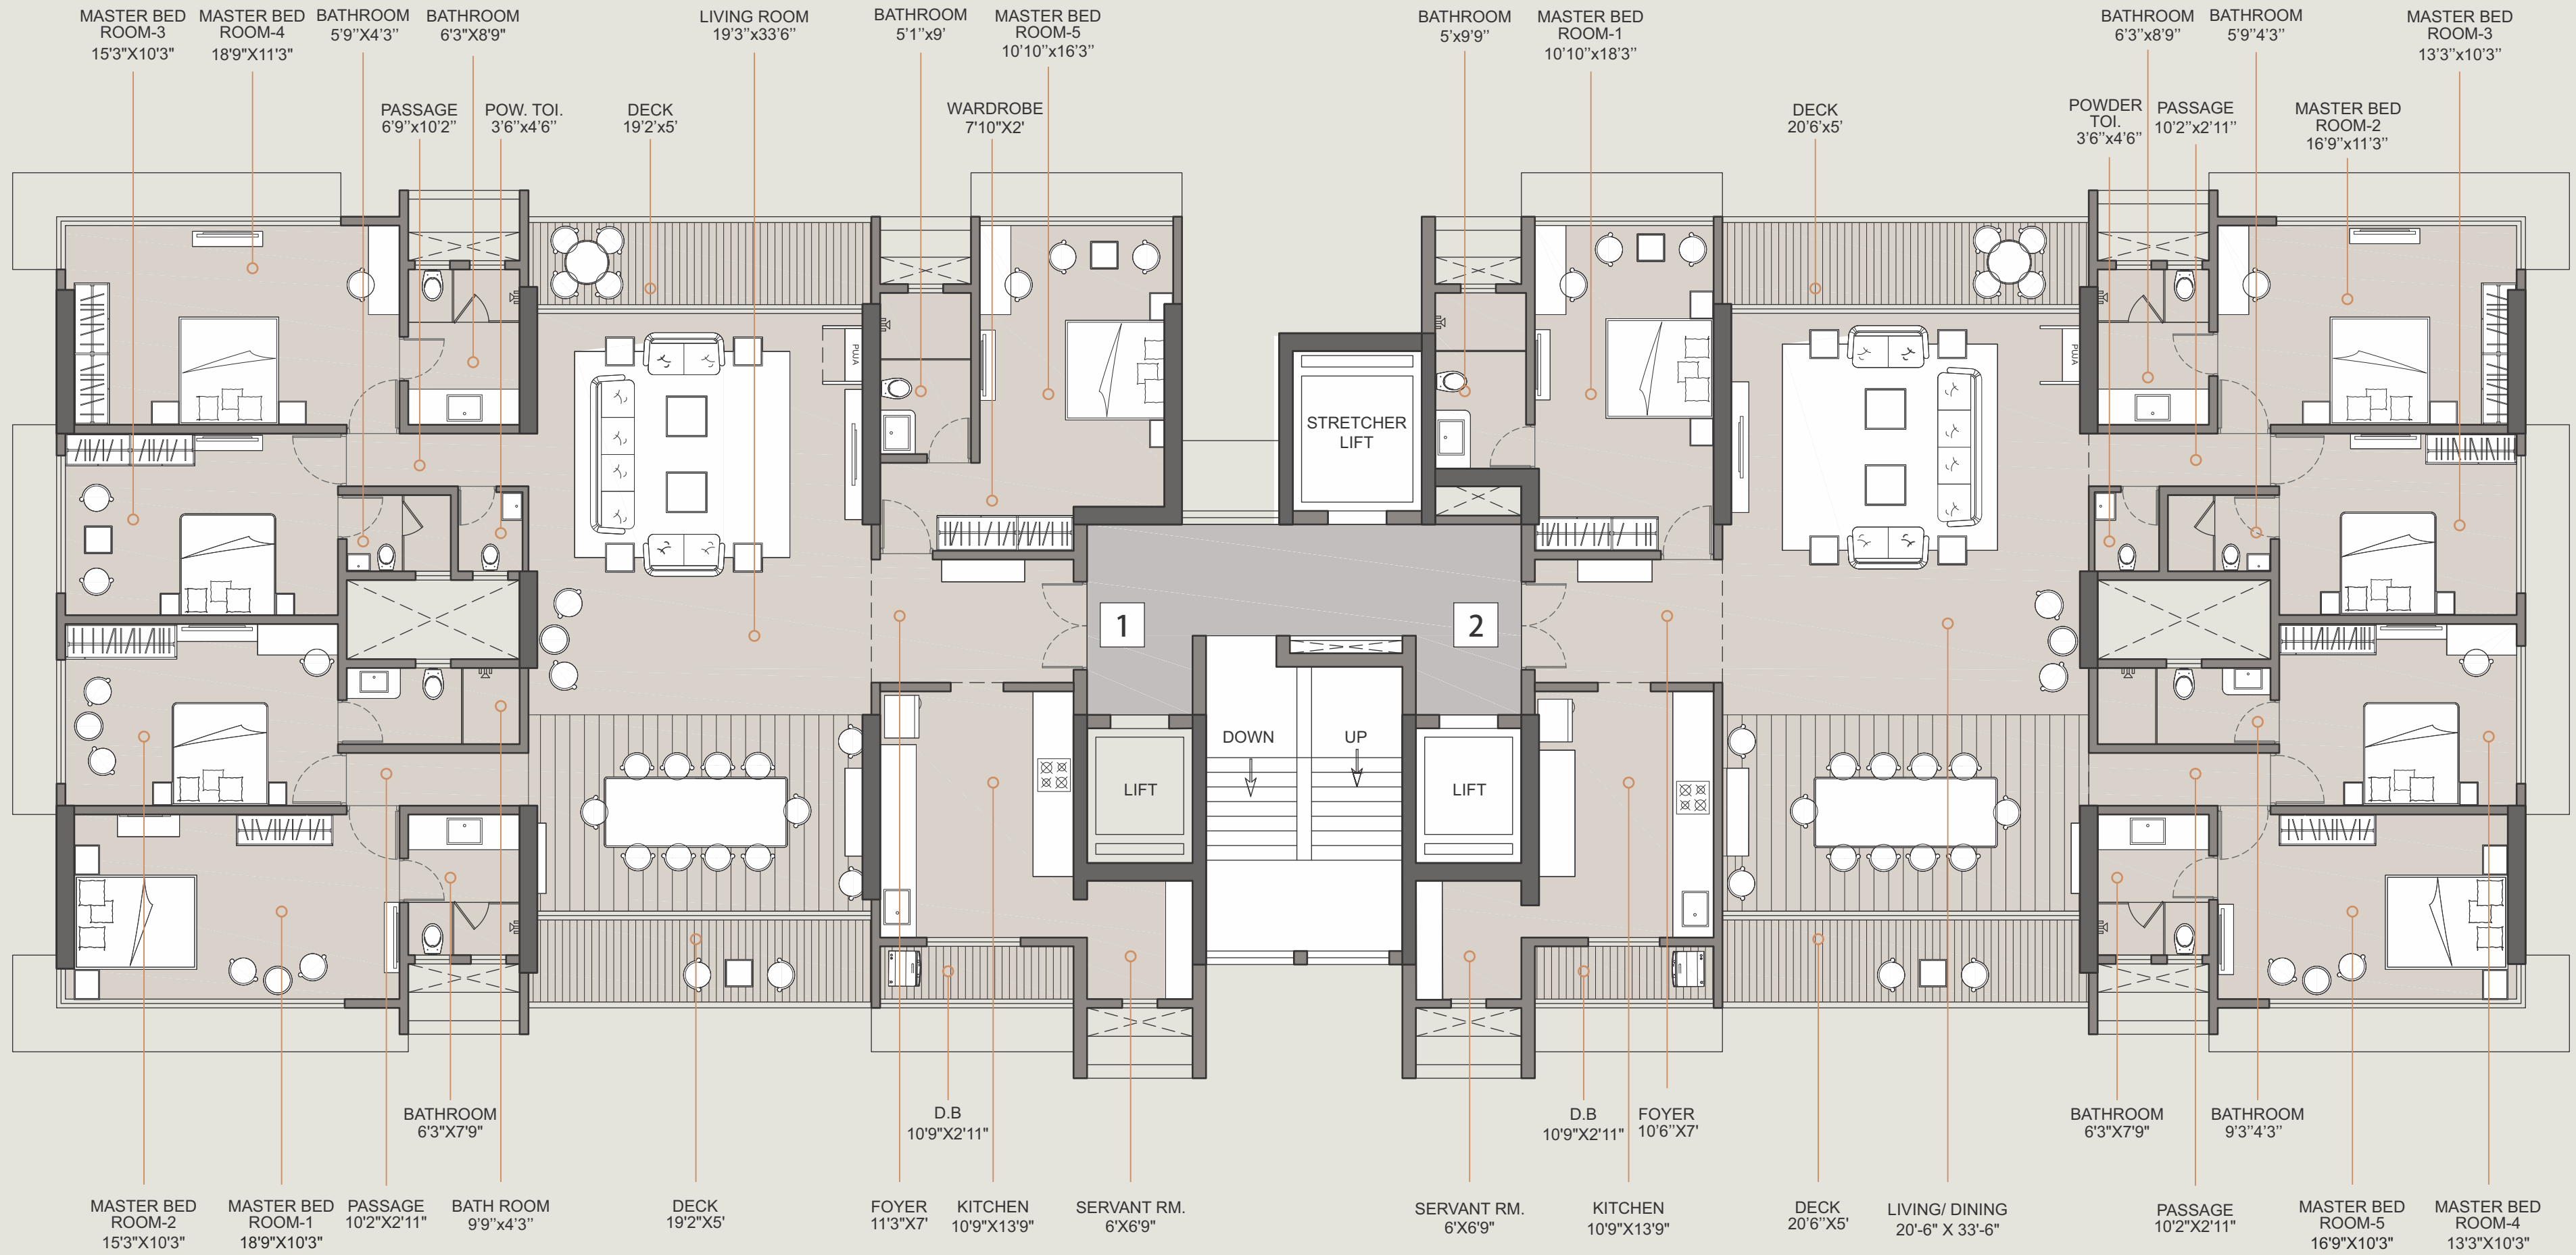 MASTER BED
ROOM-3
15'3"X10'3"
MASTER BED
ROOM-4
18'9"X11'3"
BATHROOM
5'9''X4'3''
BATHROOM
6'3"X8'9"
LIVING ROOM
19'3''x33'6''
BATHROOM
5'1''x9'
MASTER BED
ROOM-5
10'10''x16'3''
BATHROOM
5'x9'9''
MASTER BED
ROOM-1
10'10''x18'3''
BATHROOM
6'3''x8'9''
BATHROOM
5'9''4'3''
MASTER BED
ROOM-3
13'3''x10'3''
PASSAGE
6'9''x10'2''
POW. TOI.
3'6''x4'6''
DECK
19'2'x5'
WARDROBE
7'10"X2'
DECK
20'6'x5'
POWDER
TOI.
3'6''x4'6''
PASSAGE
10'2''x2'11''
MASTER BED
ROOM-2
16'9''x11'3''
PUJA
PUJA
STRETCHER
LIFT
1
2
DOWN
UP
LIFT
LIFT
BATHROOM
6'3"X7'9"
D.B
10'9"X2'11"
D.B
10'9"X2'11"
FOYER
10'6''X7'
BATHROOM
6'3"X7'9"
BATHROOM
9'3''4'3''
MASTER BED
ROOM-2
15'3"X10'3"
MASTER BED
ROOM-1
18'9"X10'3"
PASSAGE
10'2"X2'11"
BATH ROOM
9'9''x4'3''
DECK
19'2"X5'
FOYER
11'3"X7'
KITCHEN
10'9"X13'9"
SERVANT RM.
6'X6'9"
SERVANT RM.
6'X6'9"
KITCHEN
10'9"X13'9"
DECK
20'6"X5'
LIVING/ DINING
20'-6" X 33'-6"
PASSAGE
10'2"X2'11"
MASTER BED
ROOM-5
16'9"X10'3"
MASTER BED
ROOM-4
13'3"X10'3"